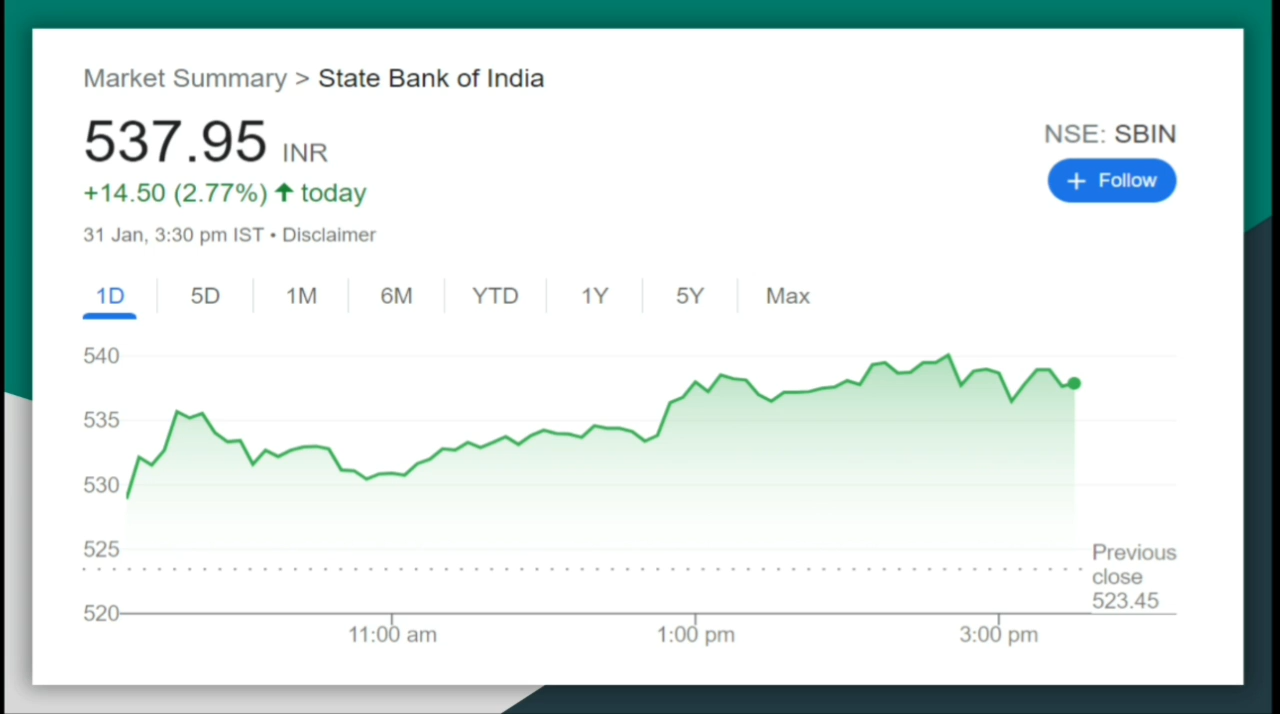 Market Summary > State Bank of India
537.95 INR
NSE: SBIN
+14.50 (2.77%) ↑ today
+ Follow
31 Jan, 3:30 pm IST • Disclaimer
1D 5D 1M 6M YTD 1Y 5Y Max
540
535
530
525
520
Previous
close
523.45
11:00 am 1:00 pm 3:00 pm